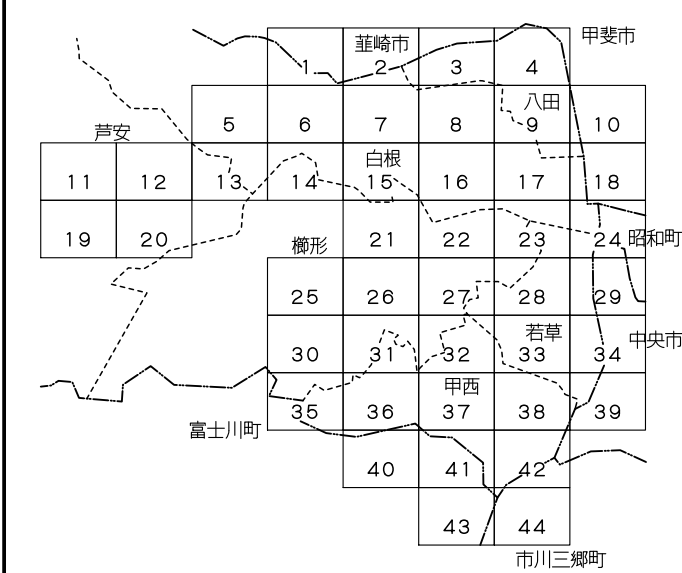 甲斐市
韮崎市
1 2 3 4
八田
5 6 7 8 9 10
芦安
白根
11 12 13 14 15 16 17 18
19 20 21 22 23 24
昭和町
櫛形
25 26 27 28 29
若草
中央市
30 31 32 33 34
甲西
35 36 37 38 39
富士川町
40 41 42
43 44
市川三郷町